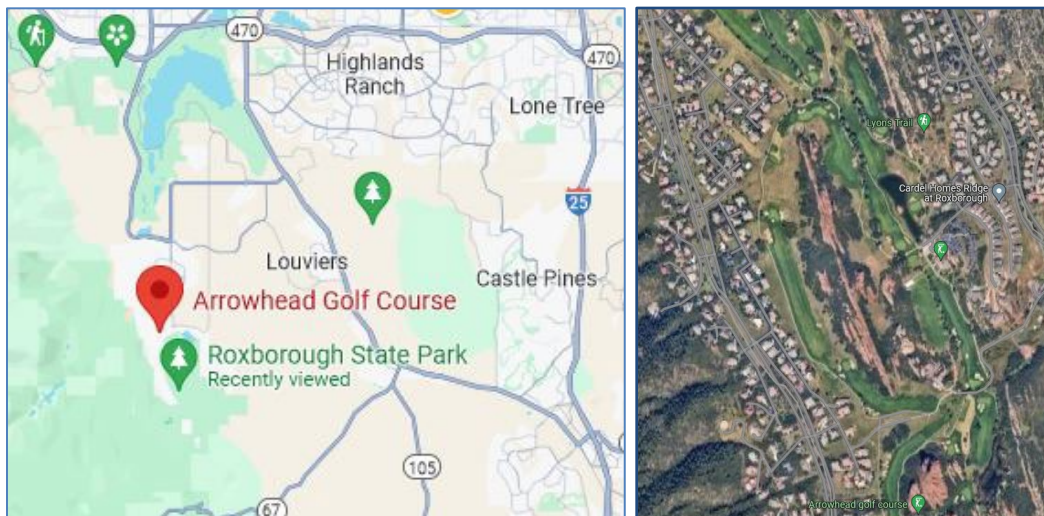 470
Highlands
Ranch
470
Lone Tree
25
Louviers
Castle Pines
Arrowhead Golf Course
Roxborough State Park
Recently viewed
105
67
Lyons Trail
Cardel Homes Ridge
at Roxborough
Arrowhead golf course